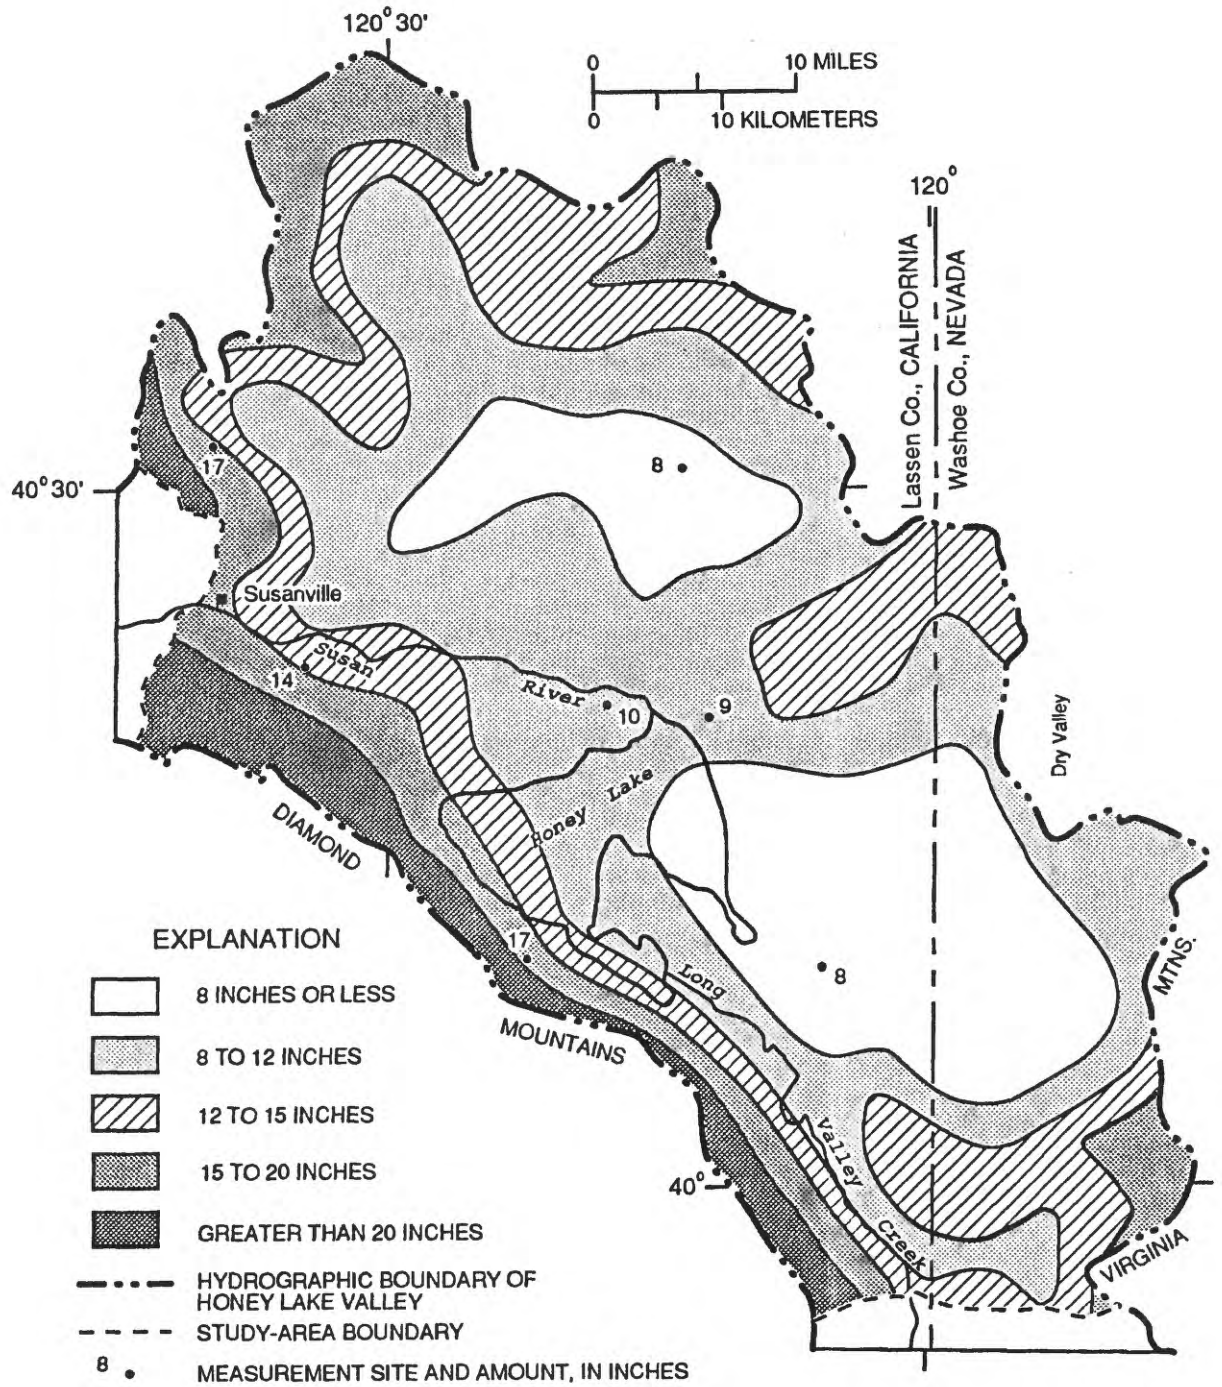 120° 30'
0 10 MILES
0 10 KILOMETERS
120°
Lassen Co., CALIFORNIA
Washoe Co., NEVADA
8
17
40° 30'
Susanville
Susan
14
River
10
9
Dry Valley
Honey Lake
DIAMOND
17
Long
8
MTNS.
MOUNTAINS
Valley
40°
Creek
VIRGINIA
EXPLANATION
8 INCHES OR LESS
8 TO 12 INCHES
12 TO 15 INCHES
15 TO 20 INCHES
GREATER THAN 20 INCHES
HYDROGRAPHIC BOUNDARY OF
HONEY LAKE VALLEY
STUDY-AREA BOUNDARY
8 MEASUREMENT SITE AND AMOUNT, IN INCHES